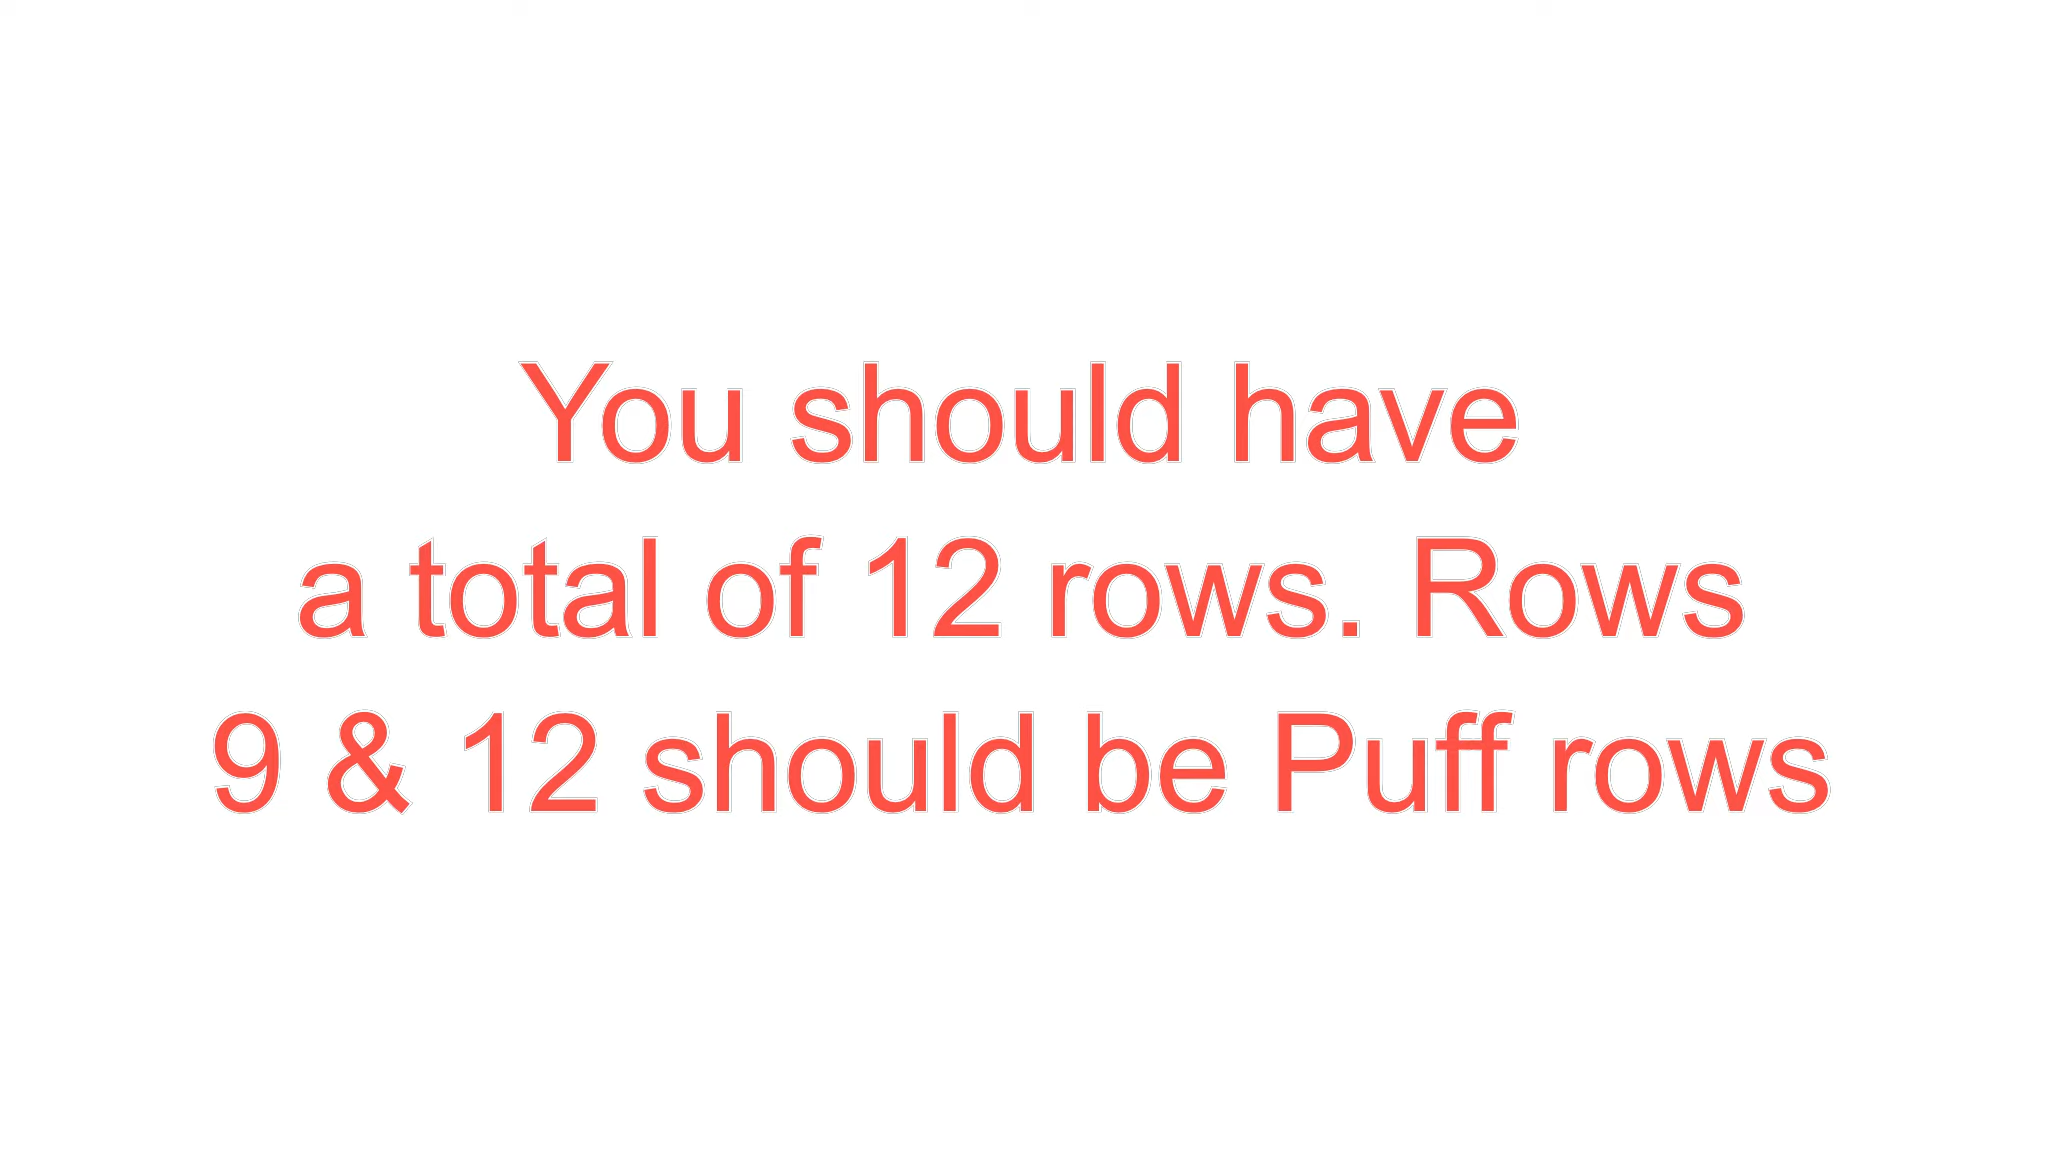 You should have
a total of 12 rows. Rows
9 & 12 should be Puff rows